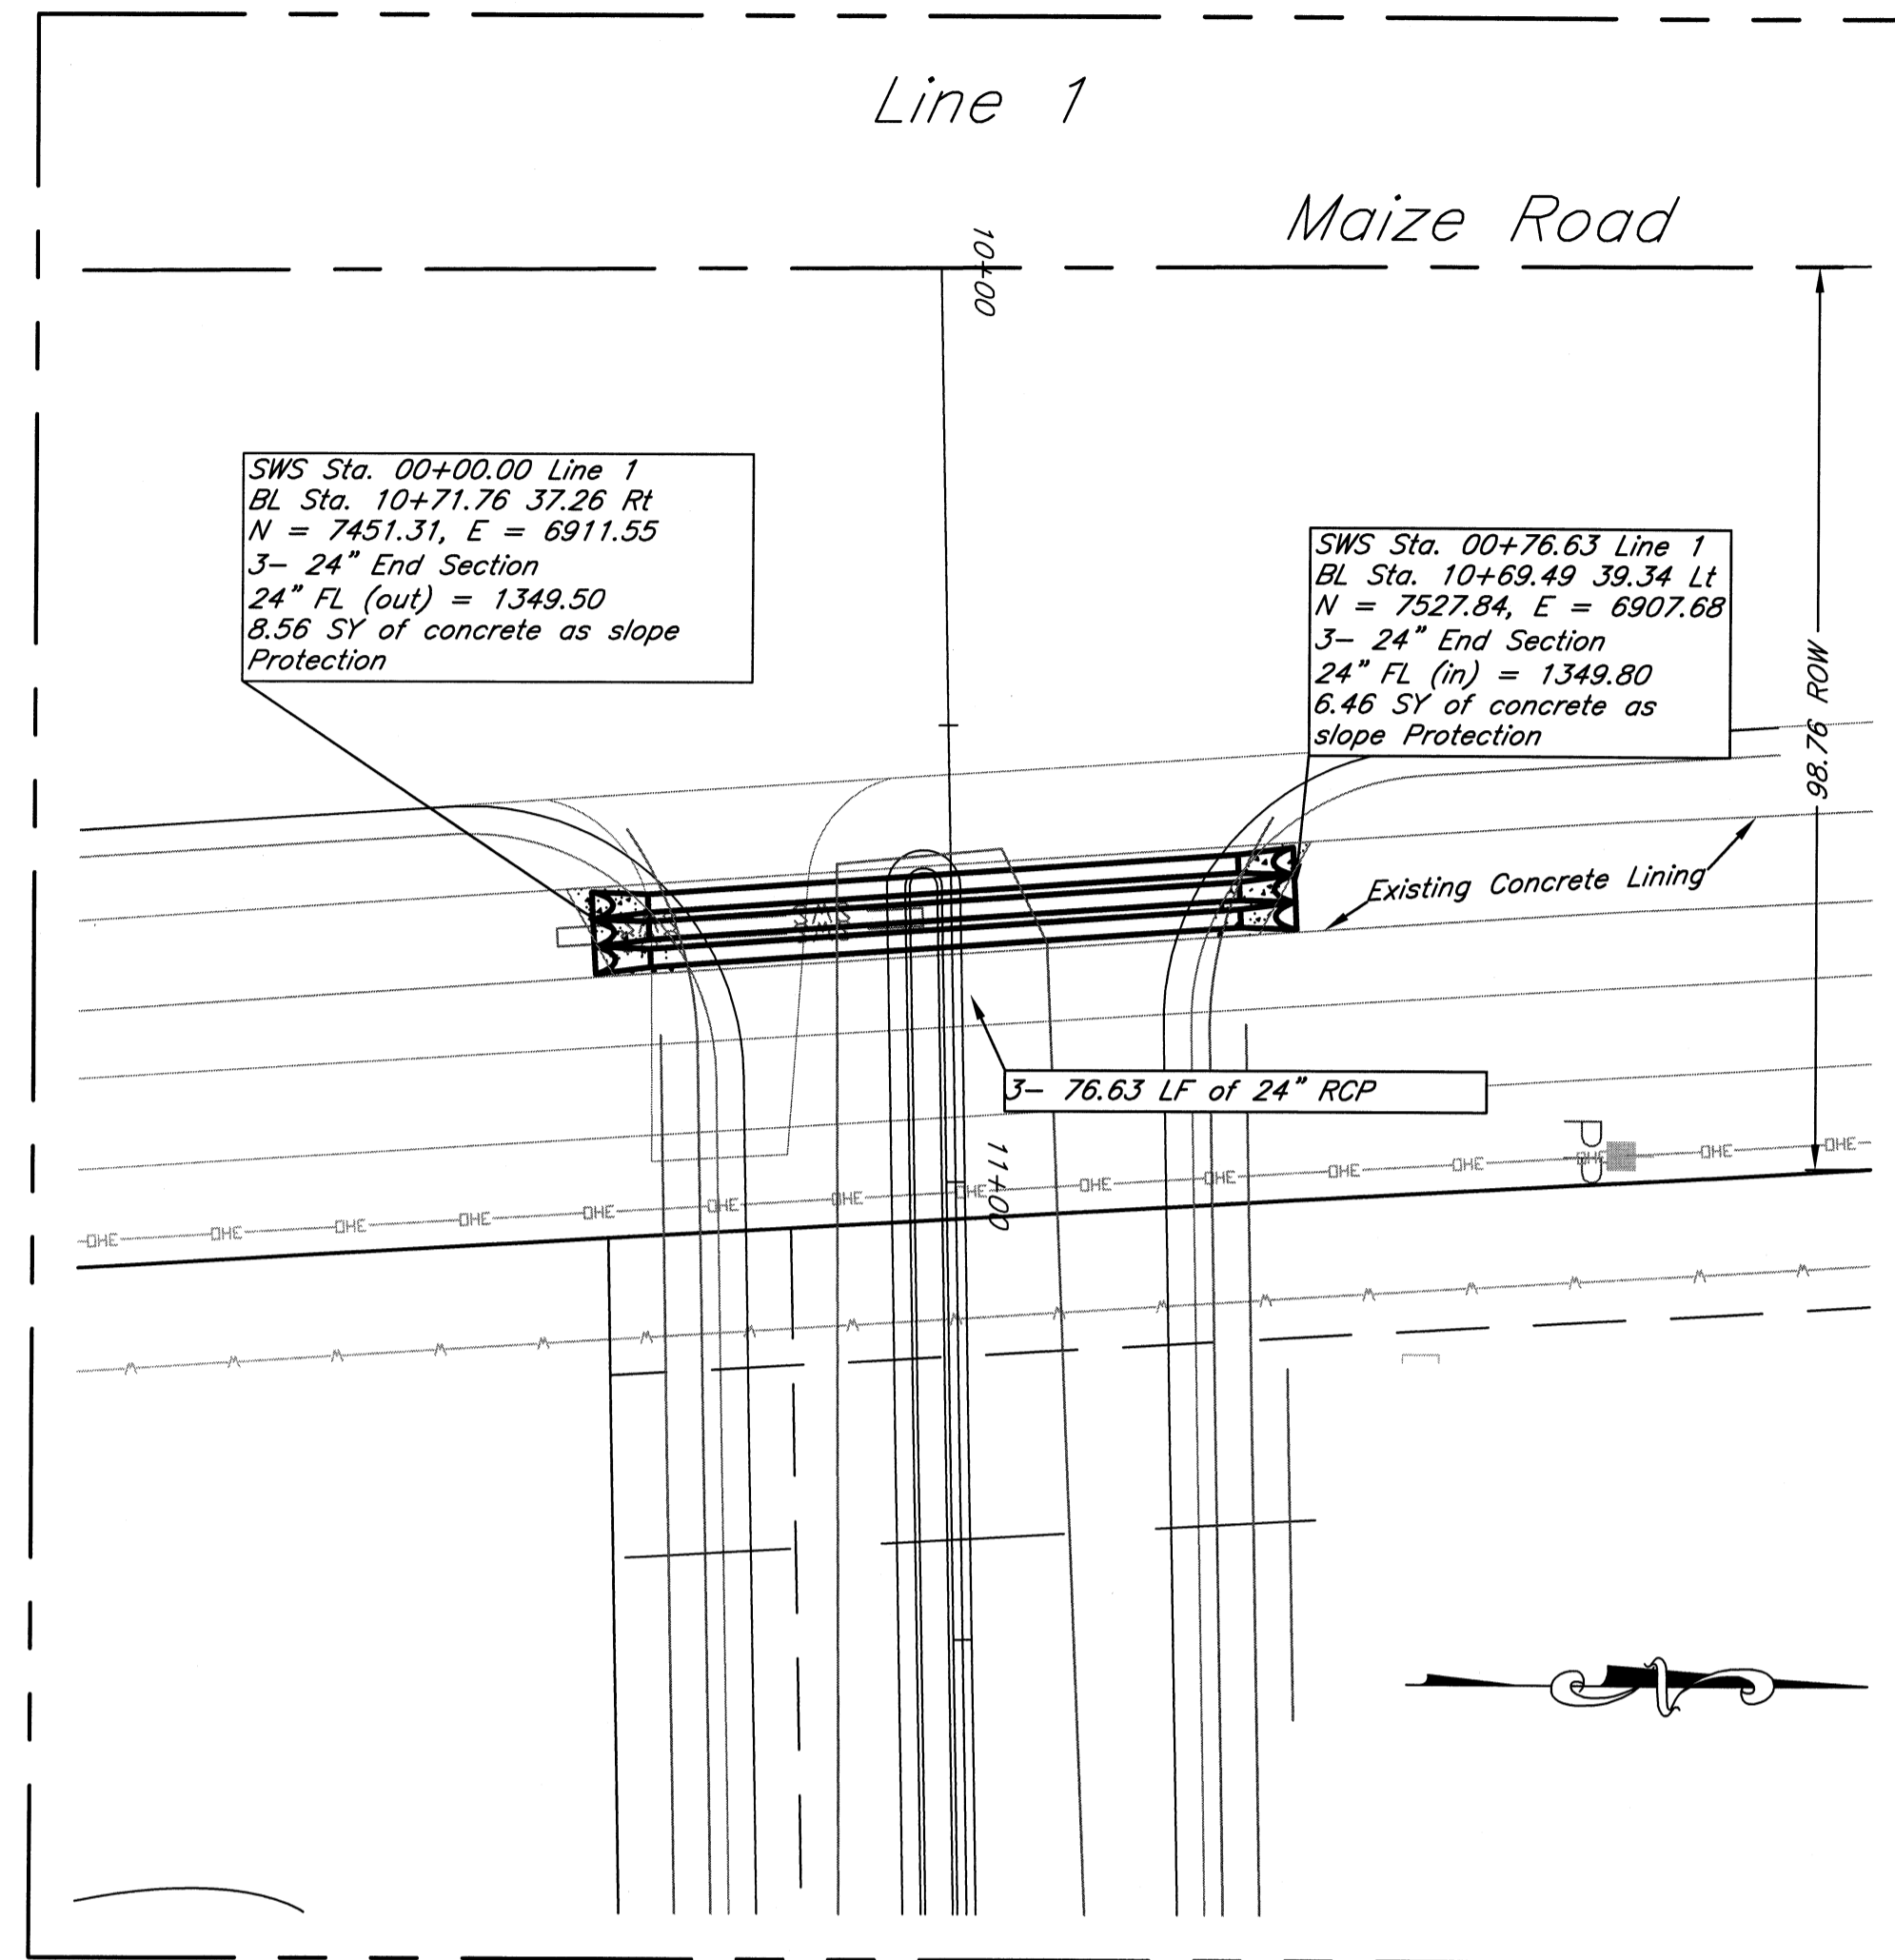 Line 1
Maize Road
10+00
SWS Sta. 00+00.00 Line 1
BL Sta. 10+71.76 37.26 Rt
N = 7451.31, E = 6911.55
3- 24" End Section
24" FL (out) = 1349.50
8.56 SY of concrete as slope
Protection
SWS Sta. 00+76.63 Line 1
BL Sta. 10+69.49 39.34 Lt
N = 7527.84, E = 6907.68
3- 24" End Section
24" FL (in) = 1349.80
6.46 SY of concrete as
slope Protection
98.76 ROW
Existing Concrete Lining
3- 76.63 LF of 24" RCP
11+00
PP
OHE OHE OHE OHE OHE OHE OHE OHE OHE OHE OHE OHE OHE OHE OHE
W W W W W W W W W W W W W W W W W